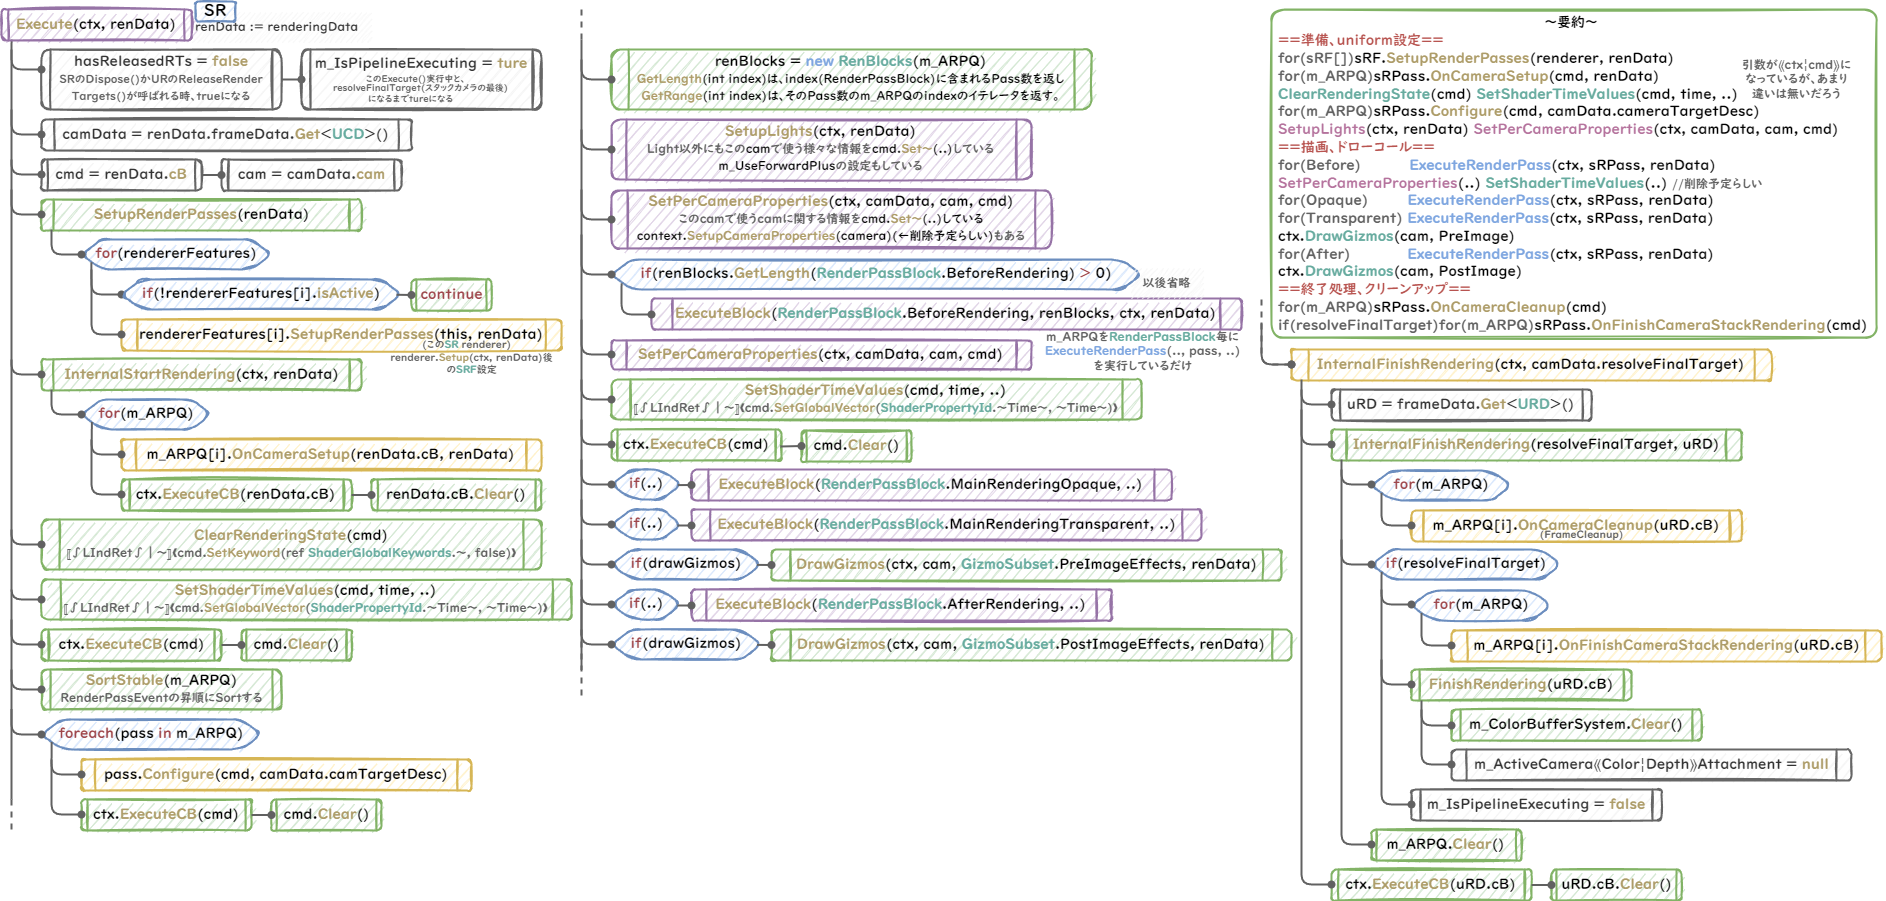 SR
Execute(ctx, renData)
renData := renderingData
hasReleasedRTs = false
SRのDispose()かURのReleaseRender
Targets()が呼ばれる時、trueになる
m_IsPipelineExecuting = ture
このExecute()実行中と、
resolveFinalTarget(スタックカメラの最後)
になるまでtureになる
camData = renData.frameData.Get<UCD>()
cmd = renData.cB
cam = camData.cam
SetupRenderPasses(renData)
for(rendererFeatures)
if(!rendererFeatures[i].isActive)
continue
rendererFeatures[i].SetupRenderPasses(this, renData)
(このSR renderer)
renderer.Setup(ctx, renData)後
のSRF設定
InternalStartRendering(ctx, renData)
for(m_ARPQ)
m_ARPQ[i].OnCameraSetup(renData.cB, renData)
ctx.ExecuteCB(renData.cB)
renData.cB.Clear()
ClearRenderingState(cmd)
⟦∫LIndRet∫｜～⟧⟪cmd.SetKeyword(ref ShaderGlobalKeywords.～, false)⟫
SetShaderTimeValues(cmd, time, ..)
⟦∫LIndRet∫｜～⟧⟪cmd.SetGlobalVector(ShaderPropertyId.～Time～, ～Time～)⟫
ctx.ExecuteCB(cmd)
cmd.Clear()
SortStable(m_ARPQ)
RenderPassEventの昇順にSortする
foreach(pass in m_ARPQ)
pass.Configure(cmd, camData.camTargetDesc)
ctx.ExecuteCB(cmd)
cmd.Clear()
renBlocks = new RenBlocks(m_ARPQ)
GetLength(int index)は、index(RenderPassBlock)に含まれるPass数を返し
GetRange(int index)は、そのPass数のm_ARPQのindexのイテレータを返す。
SetupLights(ctx, renData)
Light以外にもこのcamで使う様々な情報をcmd.Set～(..)している
m_UseForwardPlusの設定もしている
SetPerCameraProperties(ctx, camData, cam, cmd)
このcamで使うcamに関する情報をcmd.Set～(..)している
context.SetupCameraProperties(camera)(←削除予定らしい)もある
if(renBlocks.GetLength(RenderPassBlock.BeforeRendering) > 0)
以後省略
ExecuteBlock(RenderPassBlock.BeforeRendering, renBlocks, ctx, renData)
m_ARPQをRenderPassBlock毎に
ExecuteRenderPass(.., pass, ..)
を実行しているだけ
SetPerCameraProperties(ctx, camData, cam, cmd)
SetShaderTimeValues(cmd, time, ..)
⟦∫LIndRet∫｜～⟧⟪cmd.SetGlobalVector(ShaderPropertyId.～Time～, ～Time～)⟫
ctx.ExecuteCB(cmd)
cmd.Clear()
if(..)
ExecuteBlock(RenderPassBlock.MainRenderingOpaque, ..)
if(..)
ExecuteBlock(RenderPassBlock.MainRenderingTransparent, ..)
if(drawGizmos)
DrawGizmos(ctx, cam, GizmoSubset.PreImageEffects, renData)
if(..)
ExecuteBlock(RenderPassBlock.AfterRendering, ..)
if(drawGizmos)
DrawGizmos(ctx, cam, GizmoSubset.PostImageEffects, renData)
～要約～
==準備、uniform設定==
for(sRF[])sRF.SetupRenderPasses(renderer, renData)
for(m_ARPQ)sRPass.OnCameraSetup(cmd, renData)
ClearRenderingState(cmd) SetShaderTimeValues(cmd, time, ..)
引数が⟪ctx¦cmd⟫に
なっているが、あまり
違いは無いだろう
for(m_ARPQ)sRPass.Configure(cmd, camData.cameraTargetDesc)
SetupLights(ctx, renData) SetPerCameraProperties(ctx, camData, cam, cmd)
==描画、ドローコール==
for(Before) ExecuteRenderPass(ctx, sRPass, renData)
SetPerCameraProperties(..) SetShaderTimeValues(..) //削除予定らしい
for(Opaque) ExecuteRenderPass(ctx, sRPass, renData)
for(Transparent) ExecuteRenderPass(ctx, sRPass, renData)
ctx.DrawGizmos(cam, PreImage)
for(After) ExecuteRenderPass(ctx, sRPass, renData)
ctx.DrawGizmos(cam, PostImage)
==終了処理、クリーンアップ==
for(m_ARPQ)sRPass.OnCameraCleanup(cmd)
if(resolveFinalTarget)for(m_ARPQ)sRPass.OnFinishCameraStackRendering(cmd)
InternalFinishRendering(ctx, camData.resolveFinalTarget)
uRD = frameData.Get<URD>()
InternalFinishRendering(resolveFinalTarget, uRD)
for(m_ARPQ)
m_ARPQ[i].OnCameraCleanup(uRD.cB)
(FrameCleanup)
if(resolveFinalTarget)
for(m_ARPQ)
m_ARPQ[i].OnFinishCameraStackRendering(uRD.cB)
FinishRendering(uRD.cB)
m_ColorBufferSystem.Clear()
m_ActiveCamera⟪Color¦Depth⟫Attachment = null
m_IsPipelineExecuting = false
m_ARPQ.Clear()
ctx.ExecuteCB(uRD.cB)
uRD.cB.Clear()